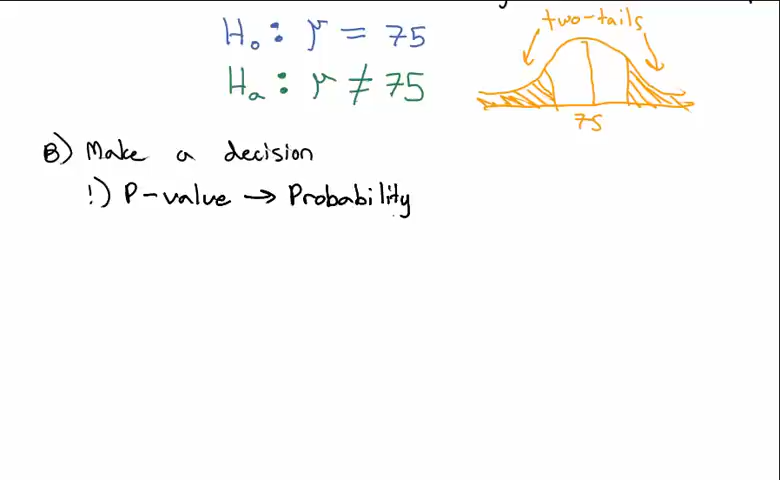 H₀: μ = 75
Hₐ: μ ≠ 75
two-tails
75
B) Make a decision
1) P-value → Probability